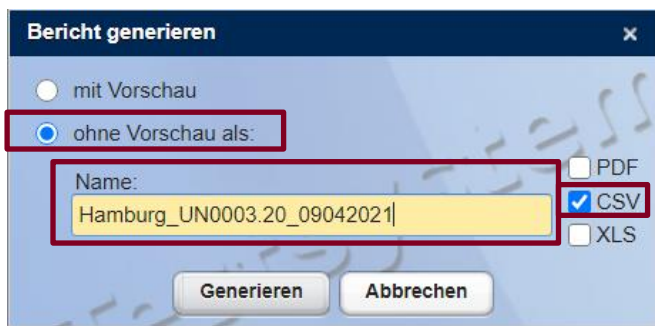 Bericht generieren ×
mit Vorschau
ohne Vorschau als:
Name:
Hamburg_UN0003.20_09042021
PDF
CSV
XLS
Generieren Abbrechen